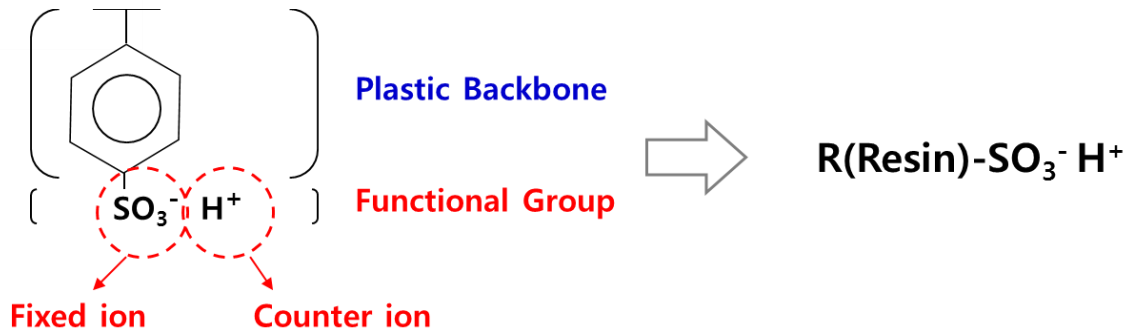 Plastic Backbone
SO₃⁻ H⁺
Functional Group
Fixed ion
Counter ion
R(Resin)-SO₃⁻ H⁺